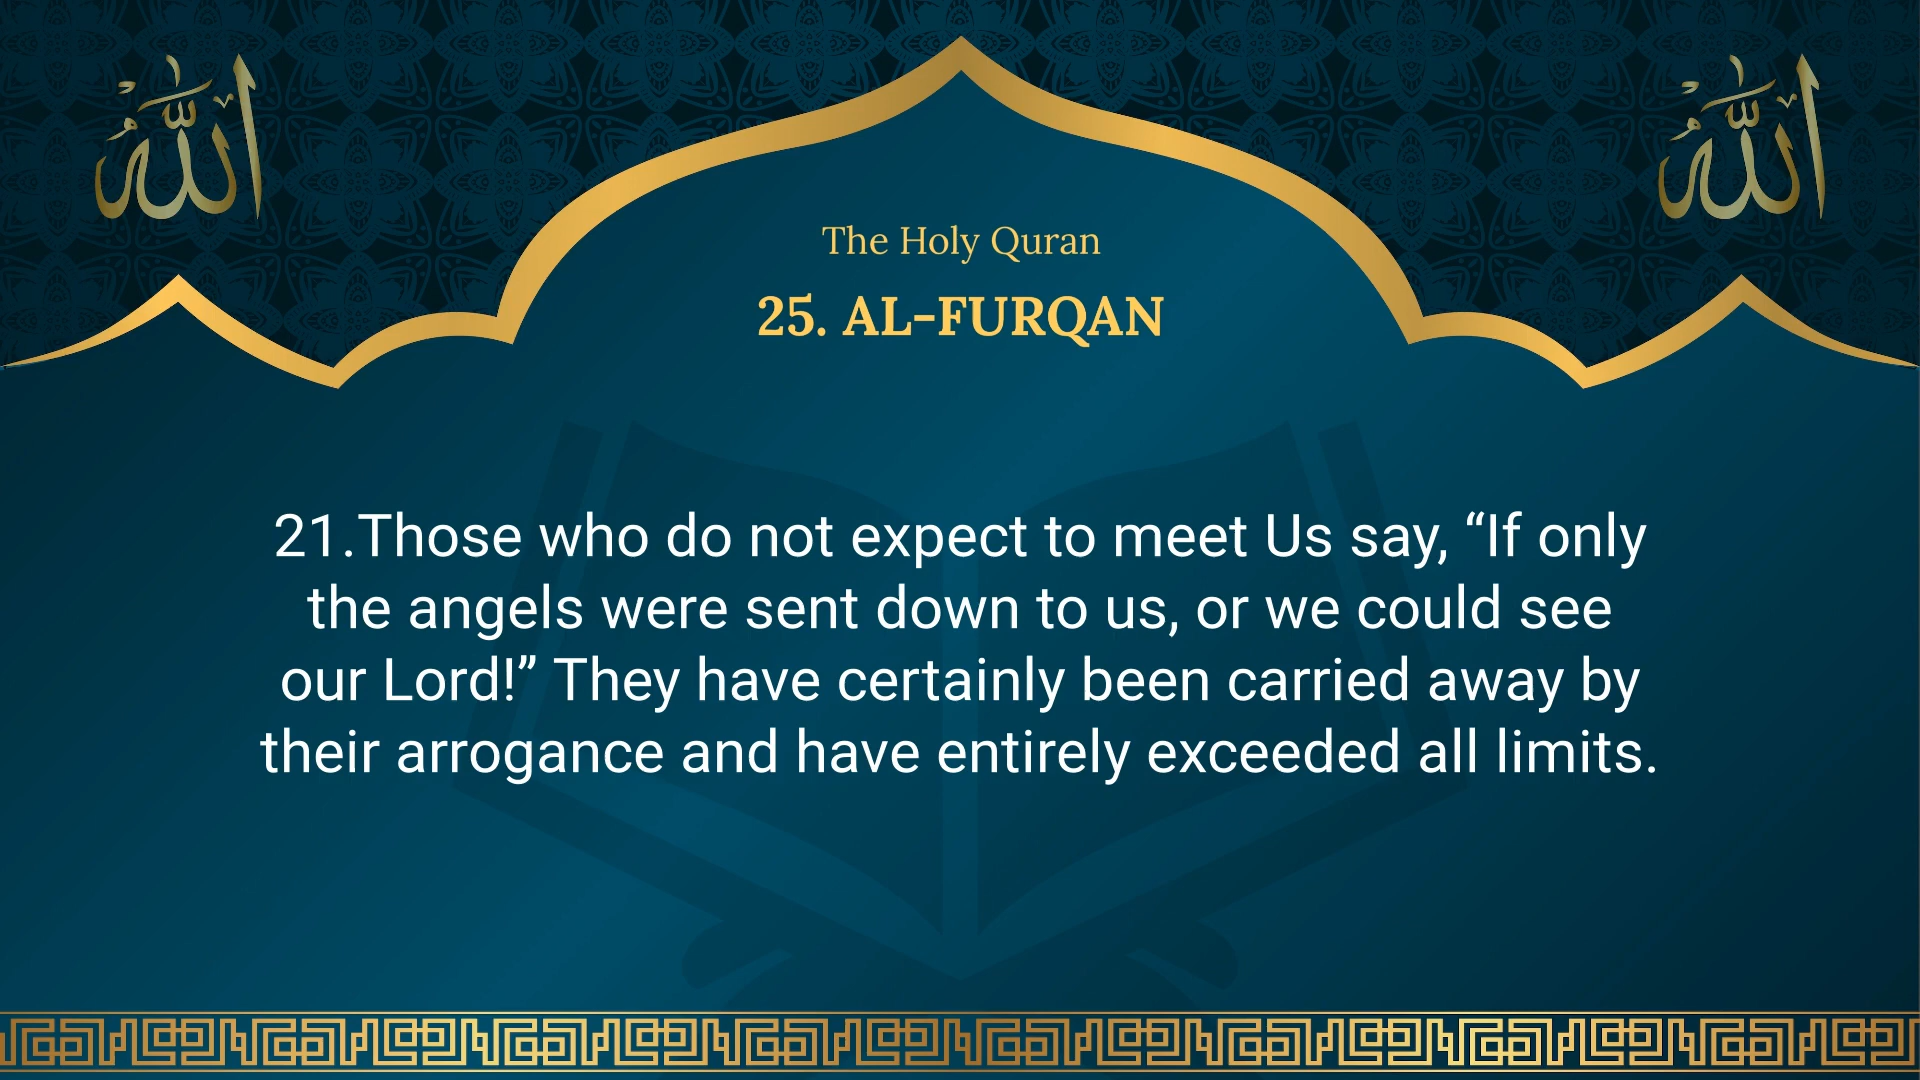 الله
الله
The Holy Quran
25. AL-FURQAN
21.Those who do not expect to meet Us say, “If only
the angels were sent down to us, or we could see
our Lord!” They have certainly been carried away by
their arrogance and have entirely exceeded all limits.